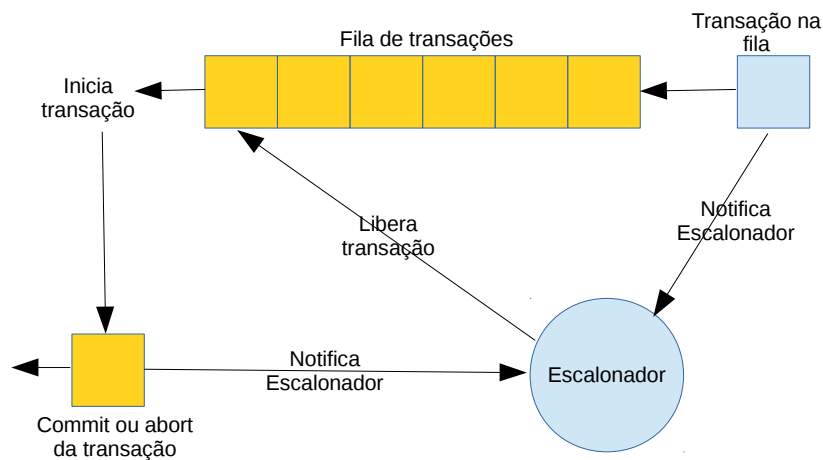 Transação na
fila
Fila de transações
Inicia
transação
Notifica
Escalonador
Libera
transação
Notifica
Escalonador
Escalonador
Commit ou abort
da transação